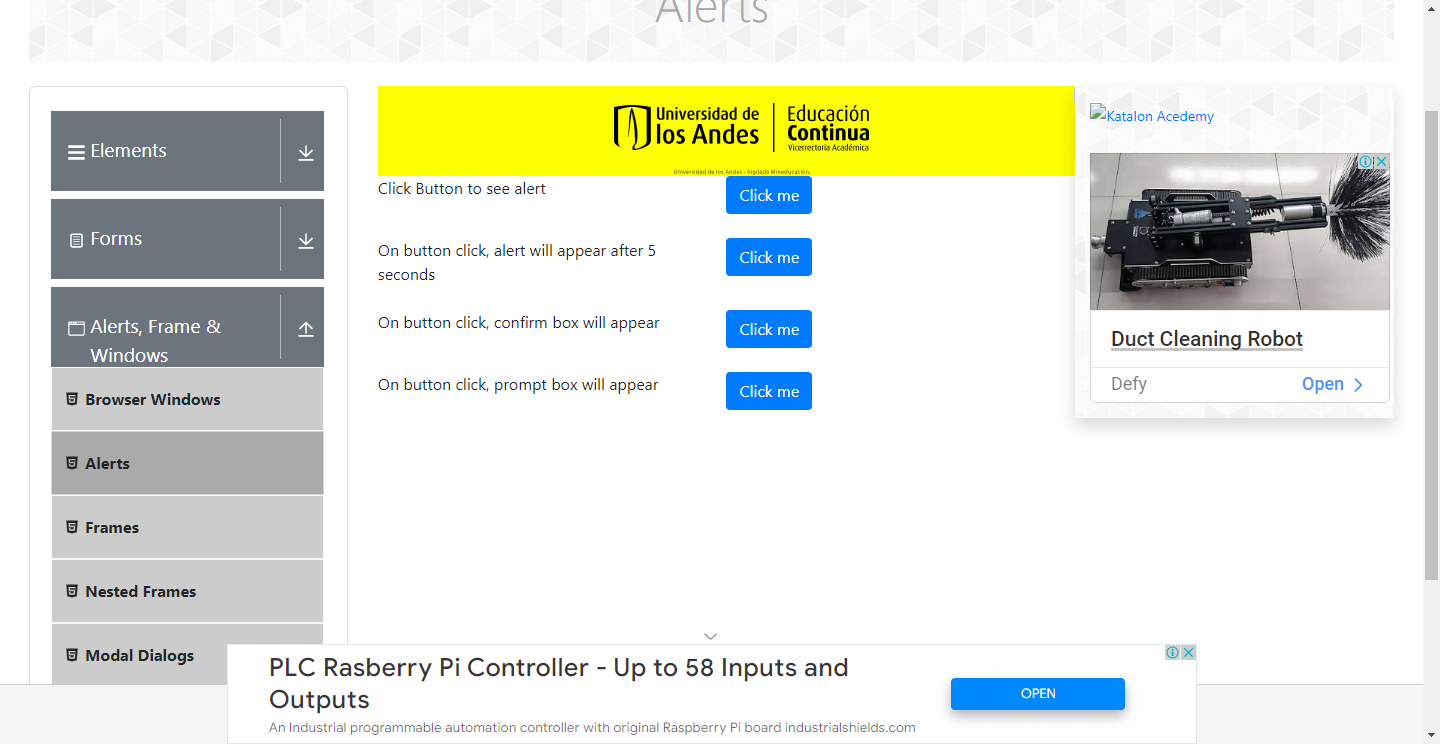 Alerts
Elements
Forms
Alerts, Frame &
Windows
Browser Windows
Alerts
Frames
Nested Frames
Modal Dialogs
Universidad de
los Andes
Educación
Continua
Vicerrectoría Académica
Universidad de los Andes - Vigilada Mineducación.
Click Button to see alert
Click me
On button click, alert will appear after 5
seconds
Click me
On button click, confirm box will appear
Click me
On button click, prompt box will appear
Click me
Katalon Acedemy
Duct Cleaning Robot
Defy
Open
PLC Rasberry Pi Controller - Up to 58 Inputs and
Outputs
An Industrial programmable automation controller with original Raspberry Pi board industrialshields.com
OPEN